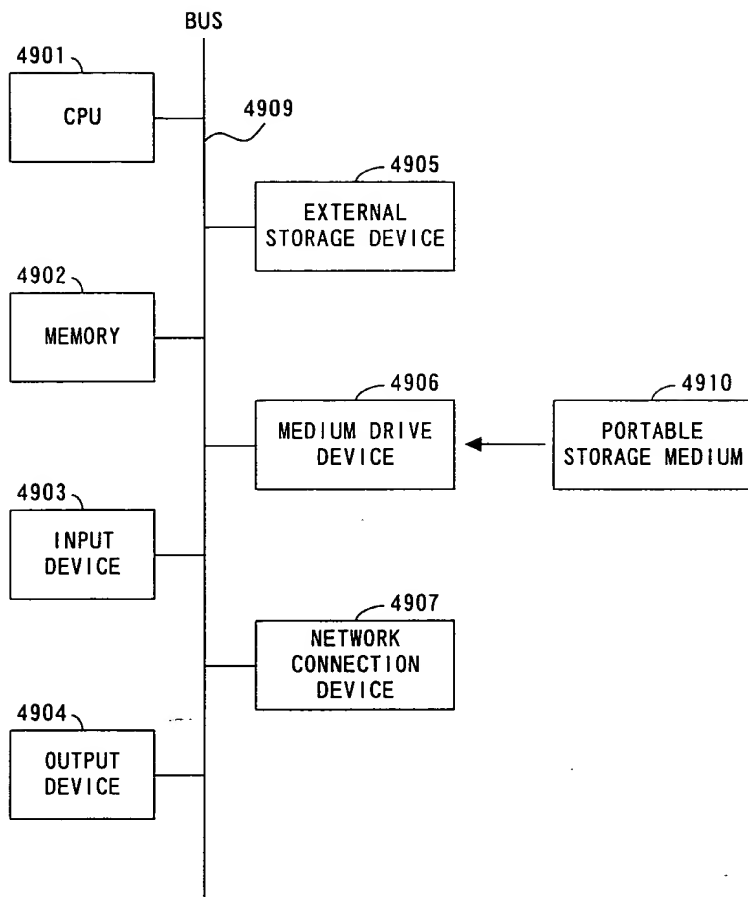 BUS
4901
CPU
4909
4905
EXTERNAL
STORAGE DEVICE
4902
MEMORY
4906
MEDIUM DRIVE
DEVICE
4910
PORTABLE
STORAGE MEDIUM
4903
INPUT
DEVICE
4907
NETWORK
CONNECTION
DEVICE
4904
OUTPUT
DEVICE